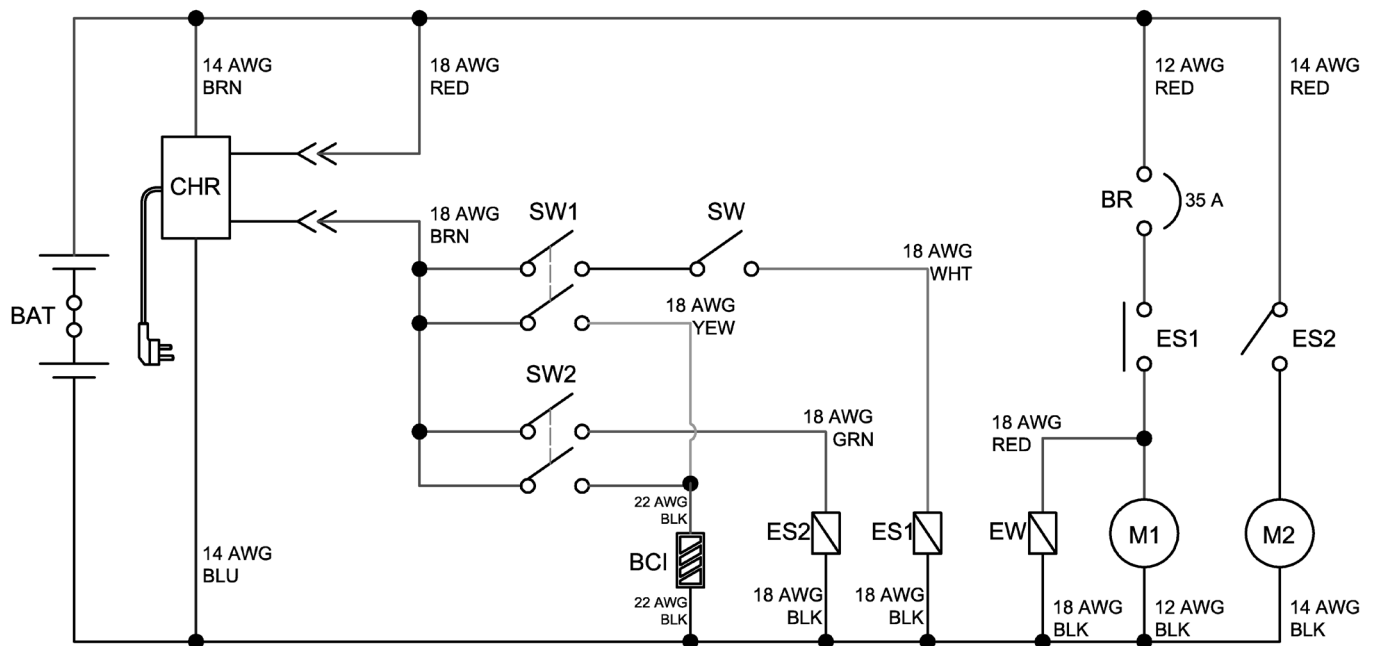 14 AWG
BRN
18 AWG
RED
12 AWG
RED
14 AWG
RED
CHR
BR
35 A
18 AWG
BRN
SW1
SW
18 AWG
WHT
BAT
18 AWG
YEW
ES1
ES2
SW2
18 AWG
GRN
18 AWG
RED
22 AWG
BLK
14 AWG
BLU
BCI
ES2
ES1
EW
M1
M2
22 AWG
BLK
18 AWG
BLK
18 AWG
BLK
18 AWG
BLK
12 AWG
BLK
14 AWG
BLK